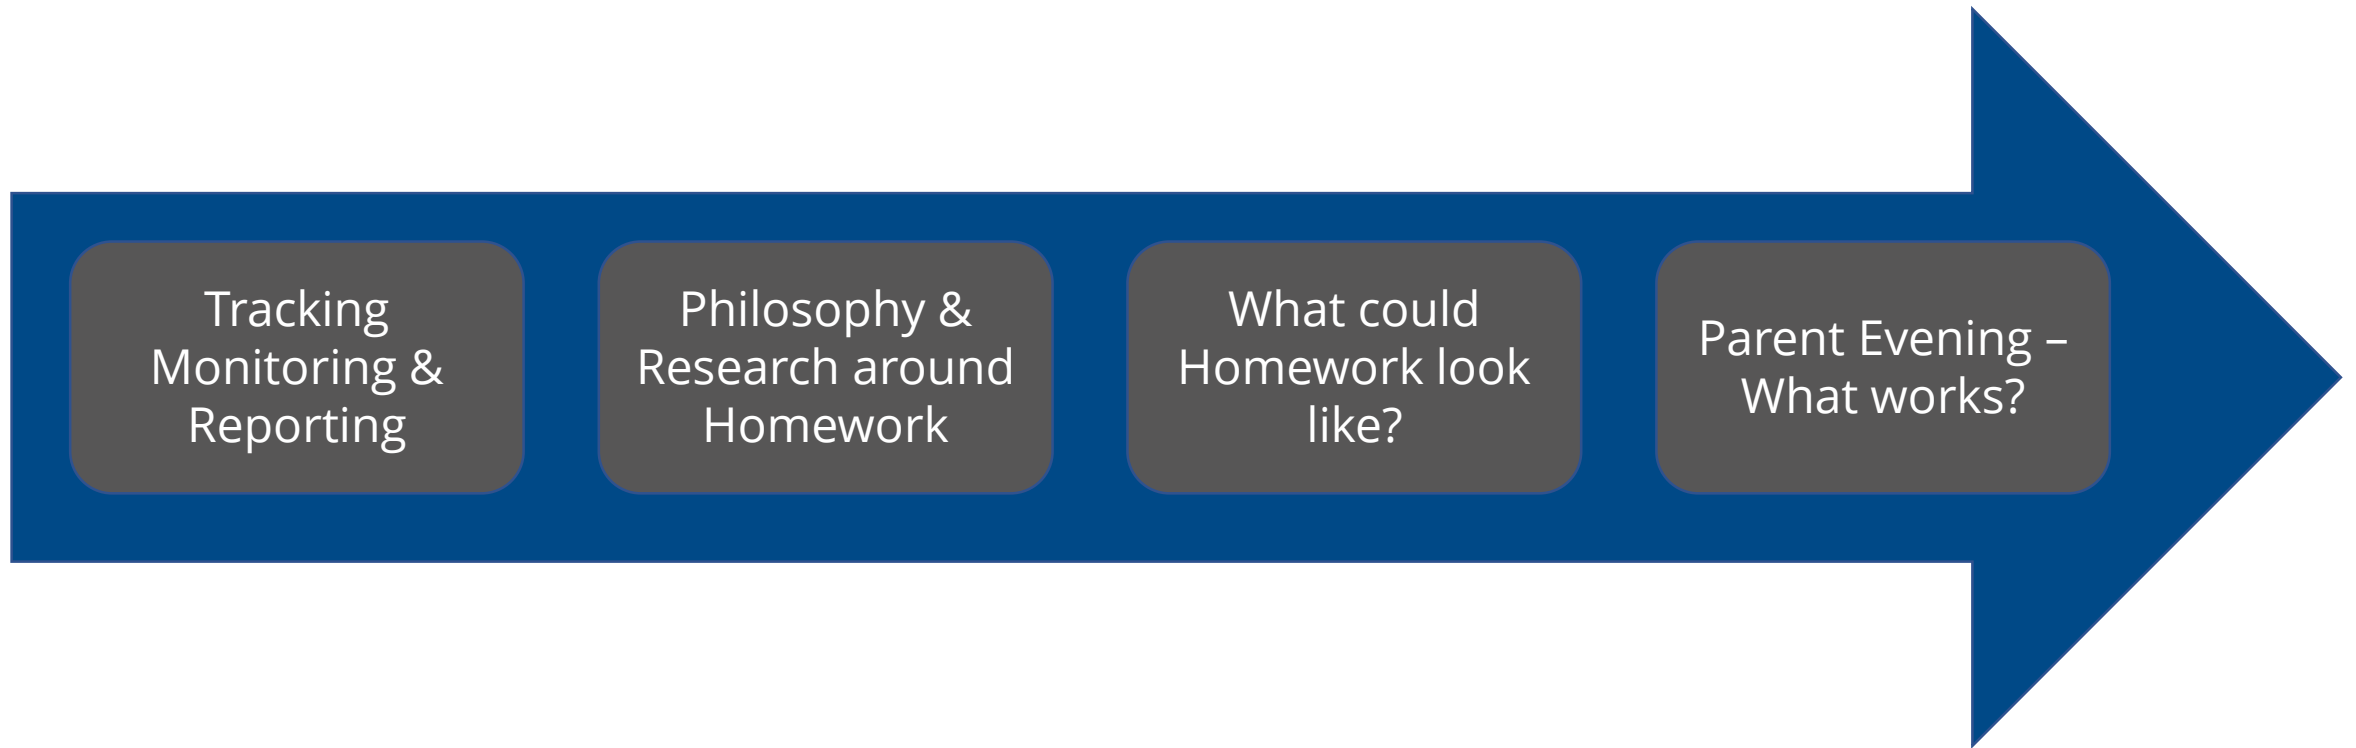 Tracking
Monitoring &
Reporting
Philosophy &
Research around
Homework
What could
Homework look
like?
Parent Evening –
What works?